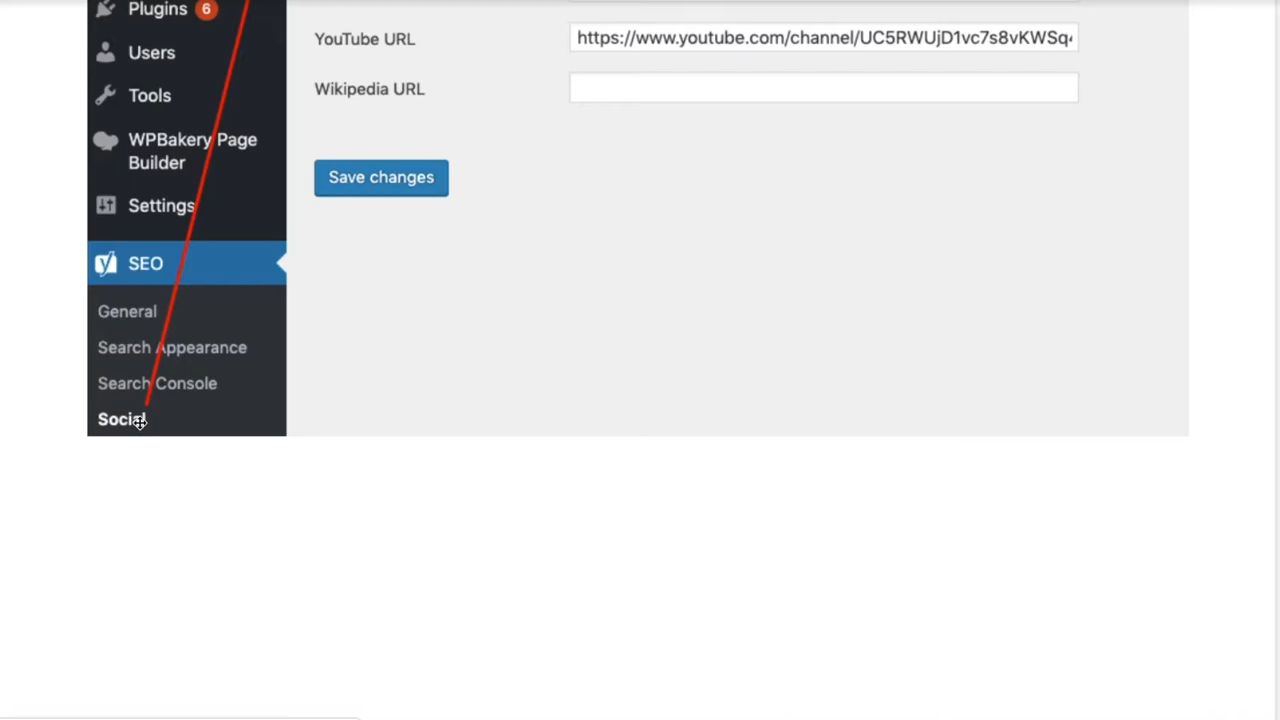 Plugins 6
YouTube URL https://www.youtube.com/channel/UC5RWUjD1vc7s8vKWSq
Users
Wikipedia URL
Tools
WPBakery Page
Builder
Save changes
Settings
SEO
General
Search Appearance
Search Console
Social